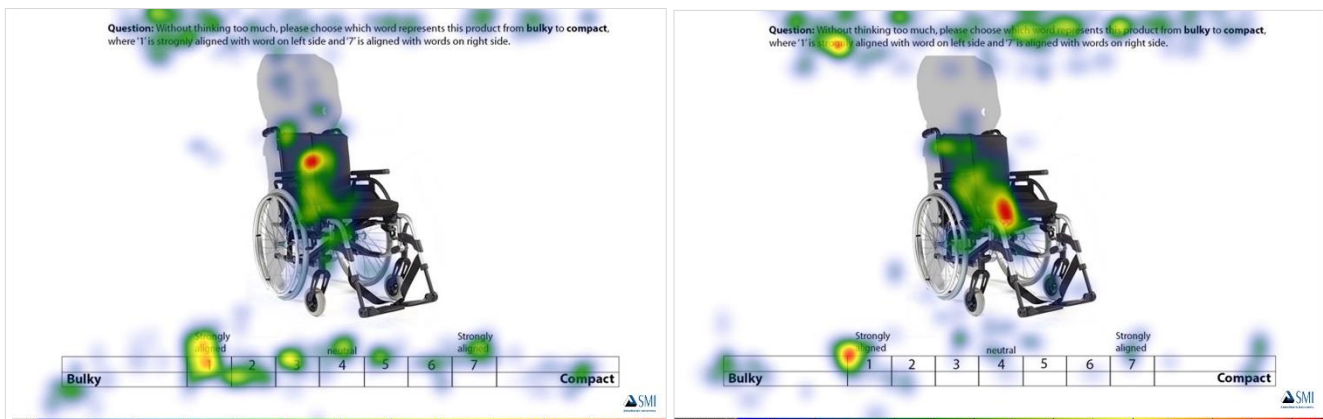 Question: Without thinking too much, please choose which word represents this product from bulky to compact,
where '1' is strognly aligned with word on left side and '7' is aligned with words on right side.
Strongly aligned
neutral
Strongly aligned
1 2 3 4 5 6 7
Bulky Compact
SMI
Question: Without thinking too much, please choose which word represents this product from bulky to compact,
where '1' is strognly aligned with word on left side and '7' is aligned with words on right side.
Strongly aligned
neutral
Strongly aligned
1 2 3 4 5 6 7
Bulky Compact
SMI